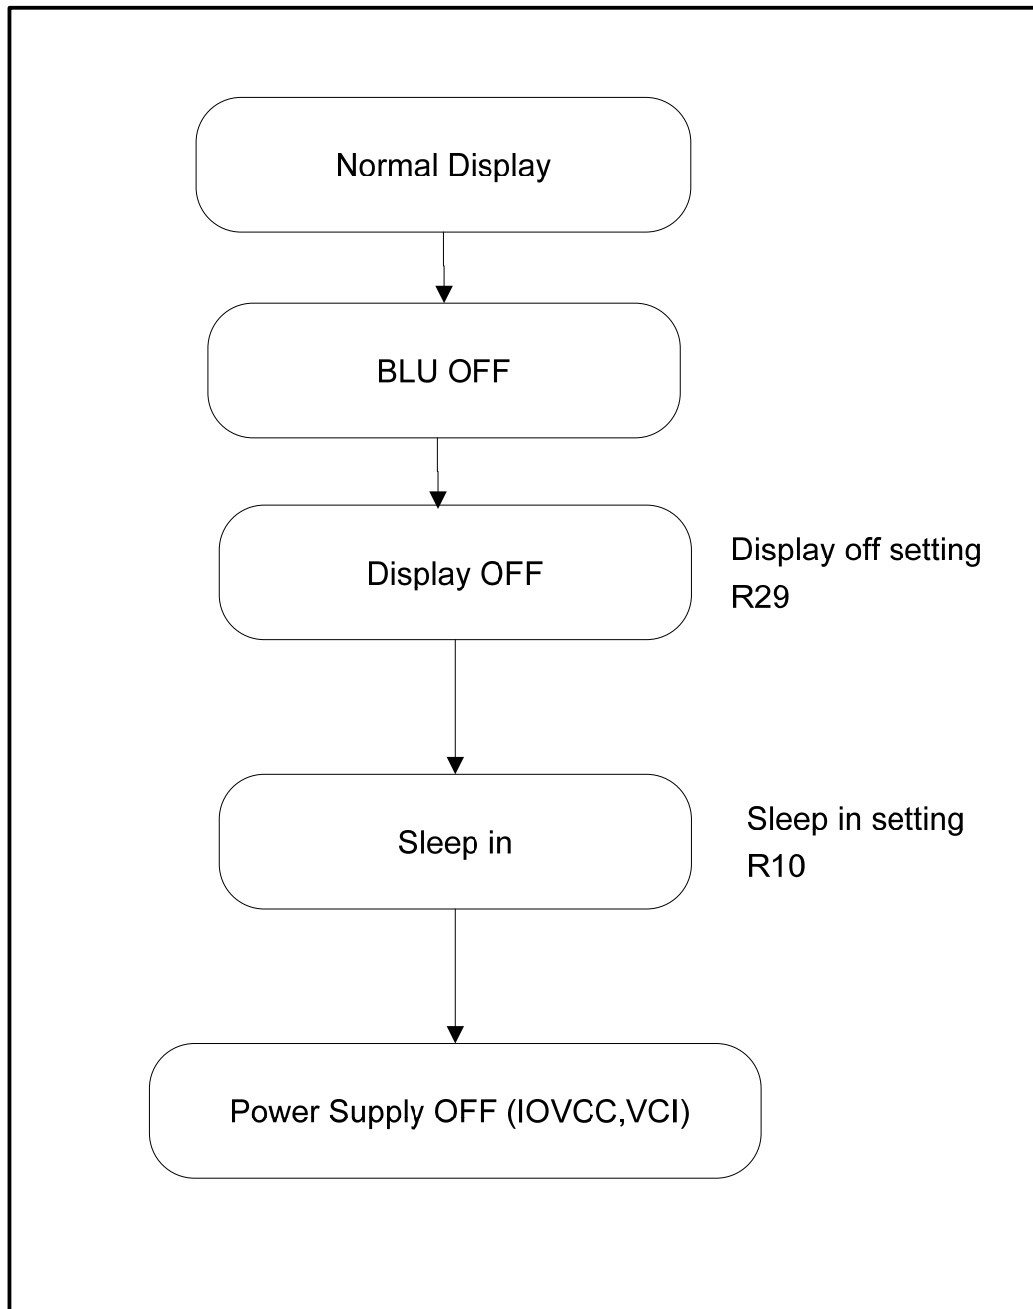 Normal Display
BLU OFF
Display OFF
Display off setting
R29
Sleep in
Sleep in setting
R10
Power Supply OFF (IOVCC,VCI)